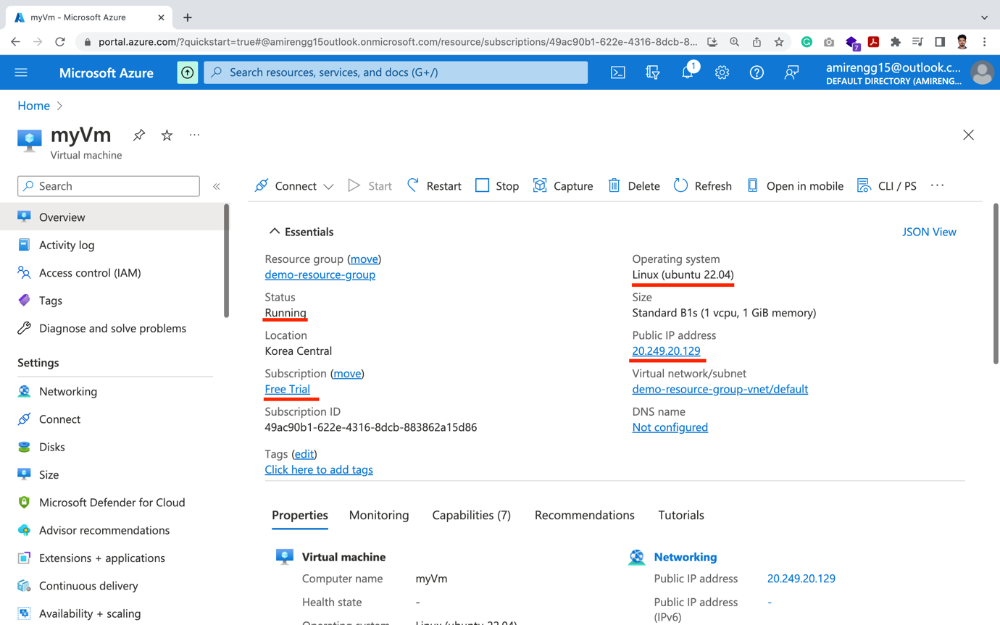 myVm - Microsoft Azure
portal.azure.com/?quickstart=true#@amirengg15outlook.onmicrosoft.com/resource/subscriptions/49ac90b1-622e-4316-8dcb-8...
7
Microsoft Azure
Search resources, services, and docs (G+/)
1
amirengg15@outlook.c...
DEFAULT DIRECTORY (AMIRENG...
Home
myVm
Virtual machine
Search
Connect
Start
Restart
Stop
Capture
Delete
Refresh
Open in mobile
CLI / PS
Overview
Activity log
Access control (IAM)
Tags
Diagnose and solve problems
Settings
Networking
Connect
Disks
Size
Microsoft Defender for Cloud
Advisor recommendations
Extensions + applications
Continuous delivery
Availability + scaling
Essentials
JSON View
Resource group (move)
demo-resource-group
Status
Running
Location
Korea Central
Subscription (move)
Free Trial
Subscription ID
49ac90b1-622e-4316-8dcb-883862a15d86
Tags (edit)
Click here to add tags
Operating system
Linux (ubuntu 22.04)
Size
Standard B1s (1 vcpu, 1 GiB memory)
Public IP address
20.249.20.129
Virtual network/subnet
demo-resource-group-vnet/default
DNS name
Not configured
Properties
Monitoring
Capabilities (7)
Recommendations
Tutorials
Virtual machine
Computer name myVm
Health state -
Operating system Linux (ubuntu 22.04)
Networking
Public IP address 20.249.20.129
Public IP address -
(IPv6)